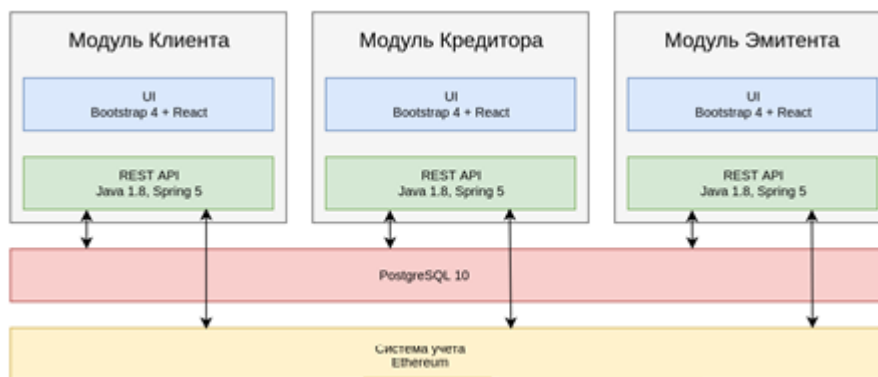 Модуль Клиента
UI
Bootstrap 4 + React
REST API
Java 1.8, Spring 5
Модуль Кредитора
UI
Bootstrap 4 + React
REST API
Java 1.8, Spring 5
Модуль Эмитента
UI
Bootstrap 4 + React
REST API
Java 1.8, Spring 5
PostgreSQL 10
Система учета
Ethereum